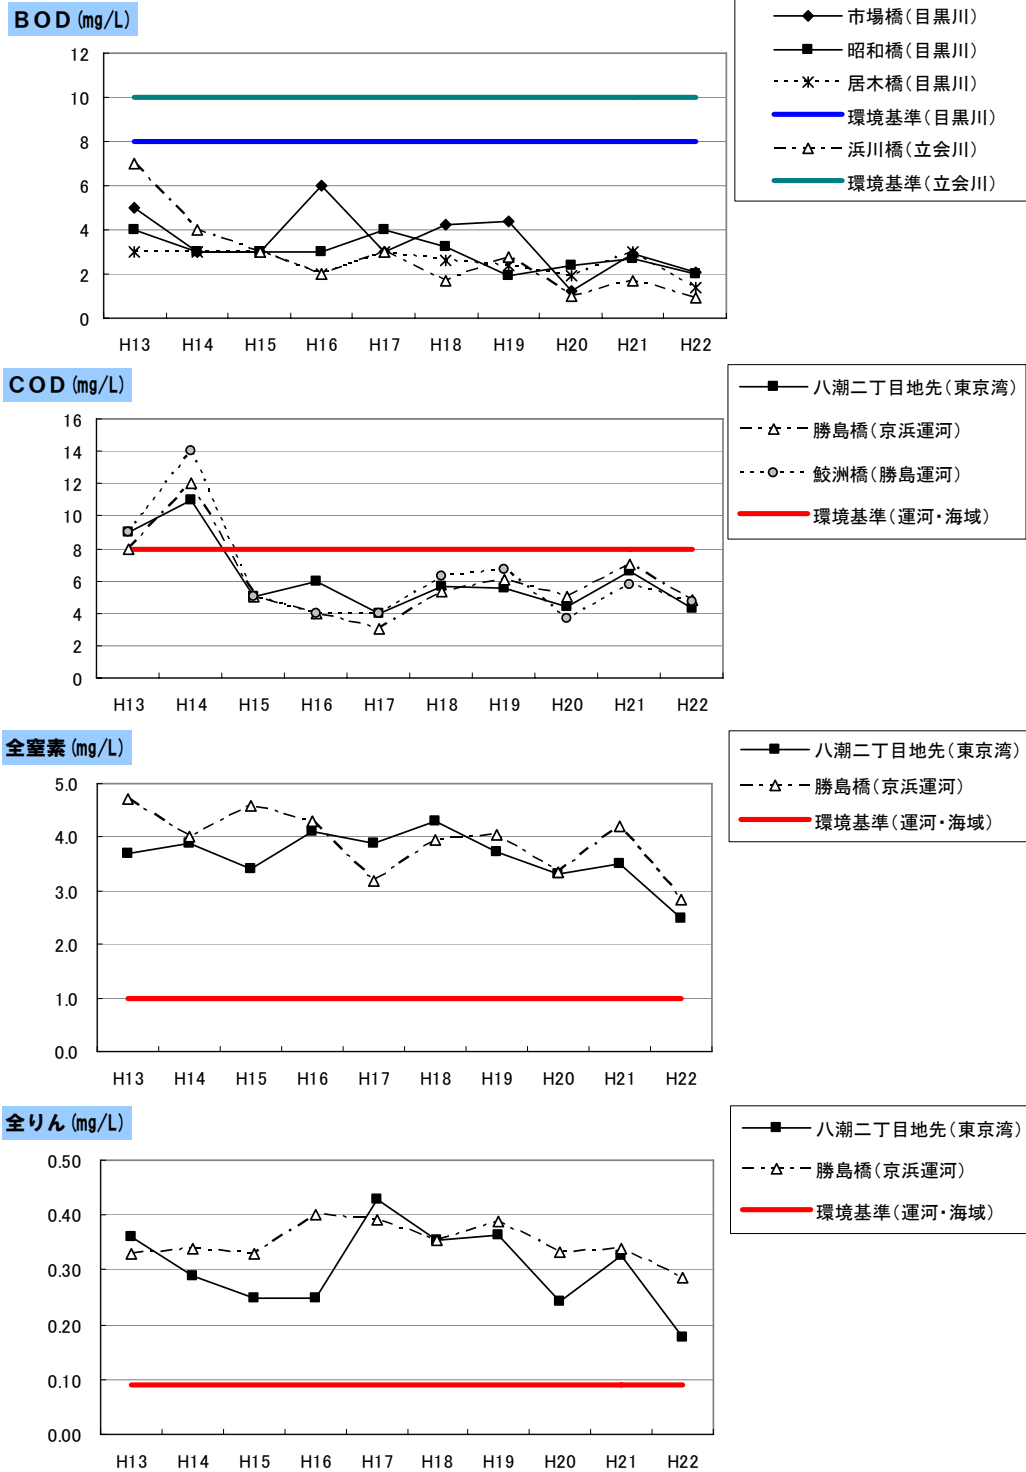 BOD(mg/L)
市場橋(目黒川)
昭和橋(目黒川)
居木橋(目黒川)
環境基準(目黒川)
浜川橋(立会川)
環境基準(立会川)
12
10
8
6
4
2
0
H13 H14 H15 H16 H17 H18 H19 H20 H21 H22
COD(mg/L)
八潮二丁目地先(東京湾)
勝島橋(京浜運河)
鮫洲橋(勝島運河)
環境基準(運河・海域)
16
14
12
10
8
6
4
2
0
H13 H14 H15 H16 H17 H18 H19 H20 H21 H22
全窒素(mg/L)
八潮二丁目地先(東京湾)
勝島橋(京浜運河)
環境基準(運河・海域)
5.0
4.0
3.0
2.0
1.0
0.0
H13 H14 H15 H16 H17 H18 H19 H20 H21 H22
全りん(mg/L)
八潮二丁目地先(東京湾)
勝島橋(京浜運河)
環境基準(運河・海域)
0.50
0.40
0.30
0.20
0.10
0.00
H13 H14 H15 H16 H17 H18 H19 H20 H21 H22